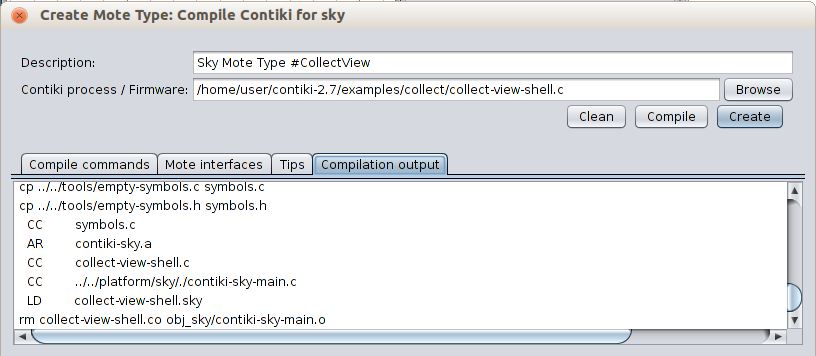 Create Mote Type: Compile Contiki for sky
Description: Sky Mote Type #CollectView
Contiki process / Firmware: /home/user/contiki-2.7/examples/collect/collect-view-shell.c Browse
Clean Compile Create
Compile commands Mote interfaces Tips Compilation output
cp ../../tools/empty-symbols.c symbols.c
cp ../../tools/empty-symbols.h symbols.h
CC symbols.c
AR contiki-sky.a
CC collect-view-shell.c
CC ../../platform/sky/./contiki-sky-main.c
LD collect-view-shell.sky
rm collect-view-shell.co obj_sky/contiki-sky-main.o